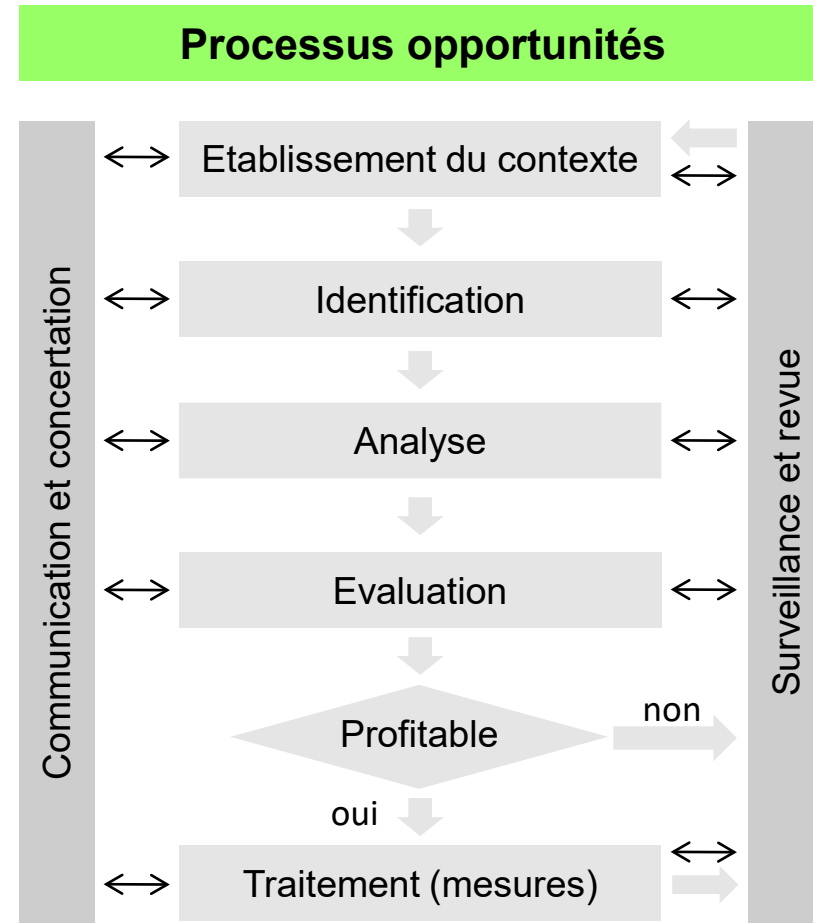 Processus opportunités
Communication et concertation
Etablissement du contexte
Identification
Analyse
Evaluation
Profitable
non
oui
Traitement (mesures)
Surveillance et revue